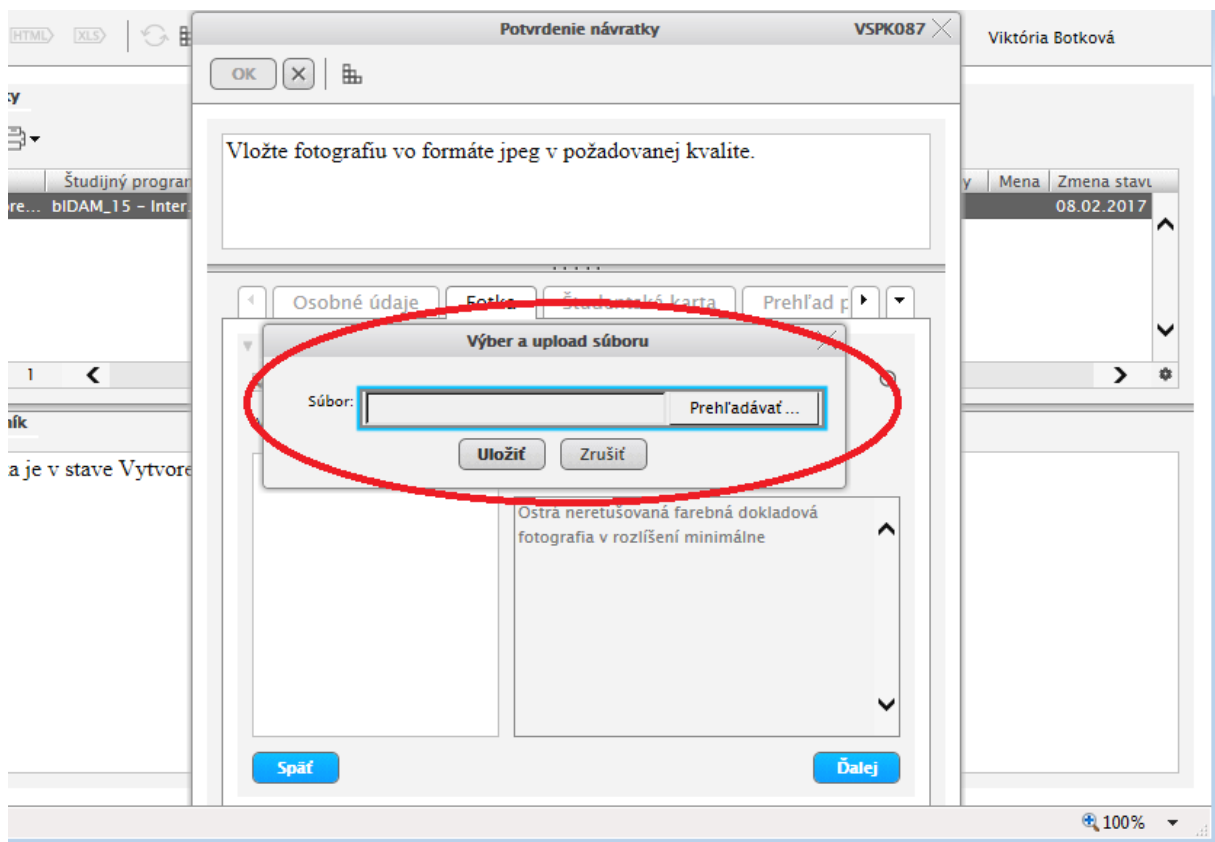 HTML XLS
Potvrdenie návratky VSPK087
Viktória Botková
OK
Vložte fotografiu vo formáte jpeg v požadovanej kvalite.
Študijný program
Mena Zmena stavu
bIDAM_15 - Inter
08.02.2017
Osobné údaje Fotka Študentská karta Prehľad p
Výber a upload súboru
1
Súbor: Prehľadávať ...
Uložiť Zrušiť
a je v stave Vytvore
Ostrá neretušovaná farebná dokladová
fotografia v rozlíšení minimálne
Späť Ďalej
100%